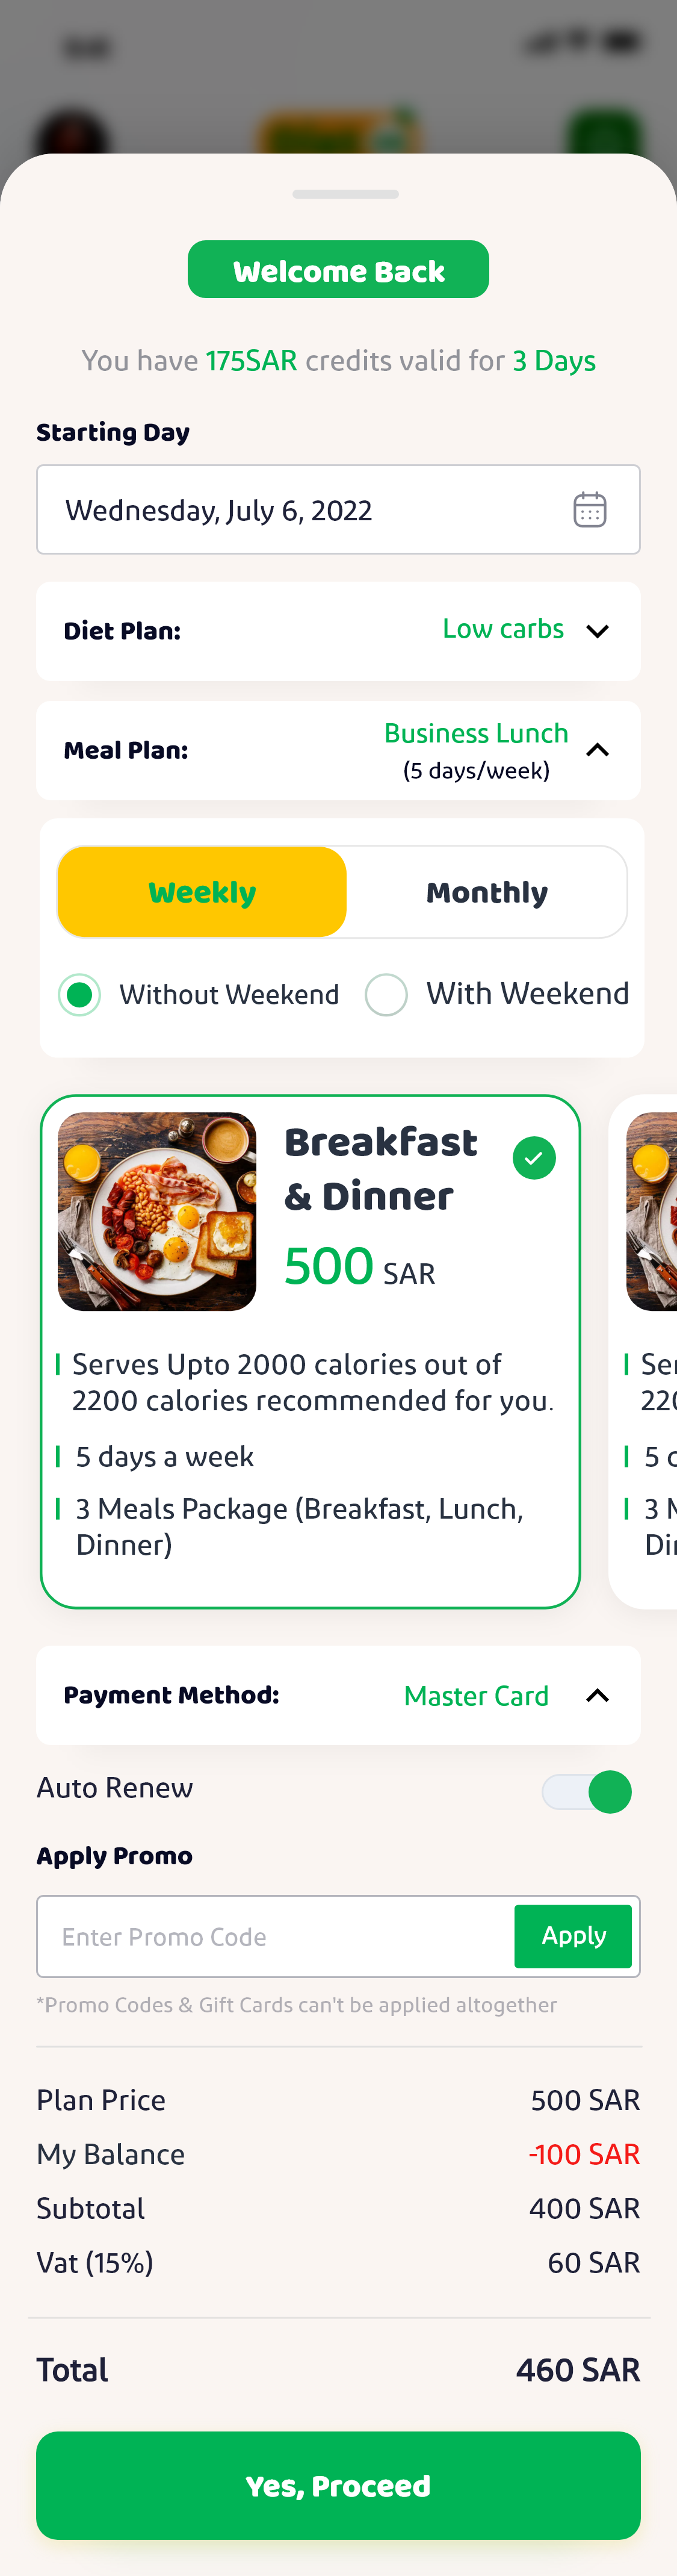 Welcome Back
You have 175SAR credits valid for 3 Days
Starting Day
Wednesday, July 6, 2022
Diet Plan: Low carbs
Meal Plan: Business Lunch
(5 days/week)
Weekly Monthly
Without Weekend With Weekend
Breakfast
& Dinner
500 SAR
Serves Upto 2000 calories out of
2200 calories recommended for you.
5 days a week
3 Meals Package (Breakfast, Lunch,
Dinner)
Payment Method: Master Card
Auto Renew
Apply Promo
Enter Promo Code Apply
*Promo Codes & Gift Cards can't be applied altogether
Plan Price 500 SAR
My Balance -100 SAR
Subtotal 400 SAR
Vat (15%) 60 SAR
Total 460 SAR
Yes, Proceed